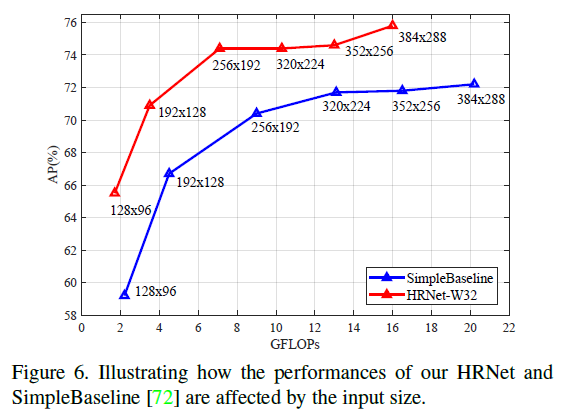 76
74
72
70
68
66
64
62
60
58
AP(%)
384x288
352x256
256x192
320x224
192x128
384x288
320x224
352x256
256x192
192x128
128x96
128x96
SimpleBaseline
HRNet-W32
0
2
4
6
8
10
12
14
16
18
20
22
GFLOPs
Figure 6. Illustrating how the performances of our HRNet and
SimpleBaseline [72] are affected by the input size.